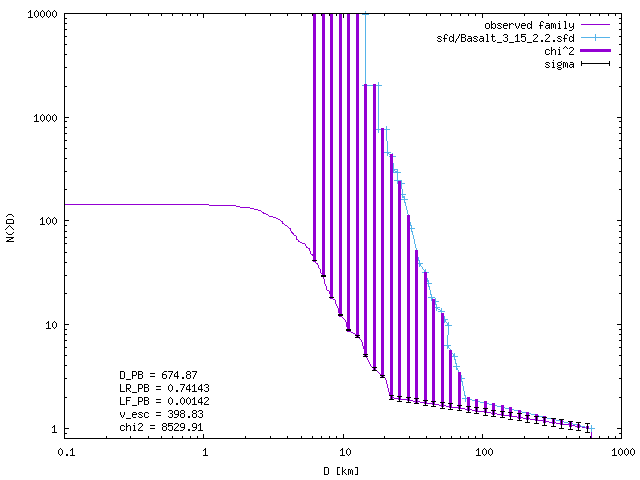 10000
observed family
sfd/Basalt_3_15_2.2.sfd
chi^2
sigma
1000
100
N(>D)
10
D_PB = 674.87
LR_PB = 0.74143
LF_PB = 0.00142
v_esc = 398.83
chi2 = 8529.91
1
0.1 1 10 100 1000
D [km]